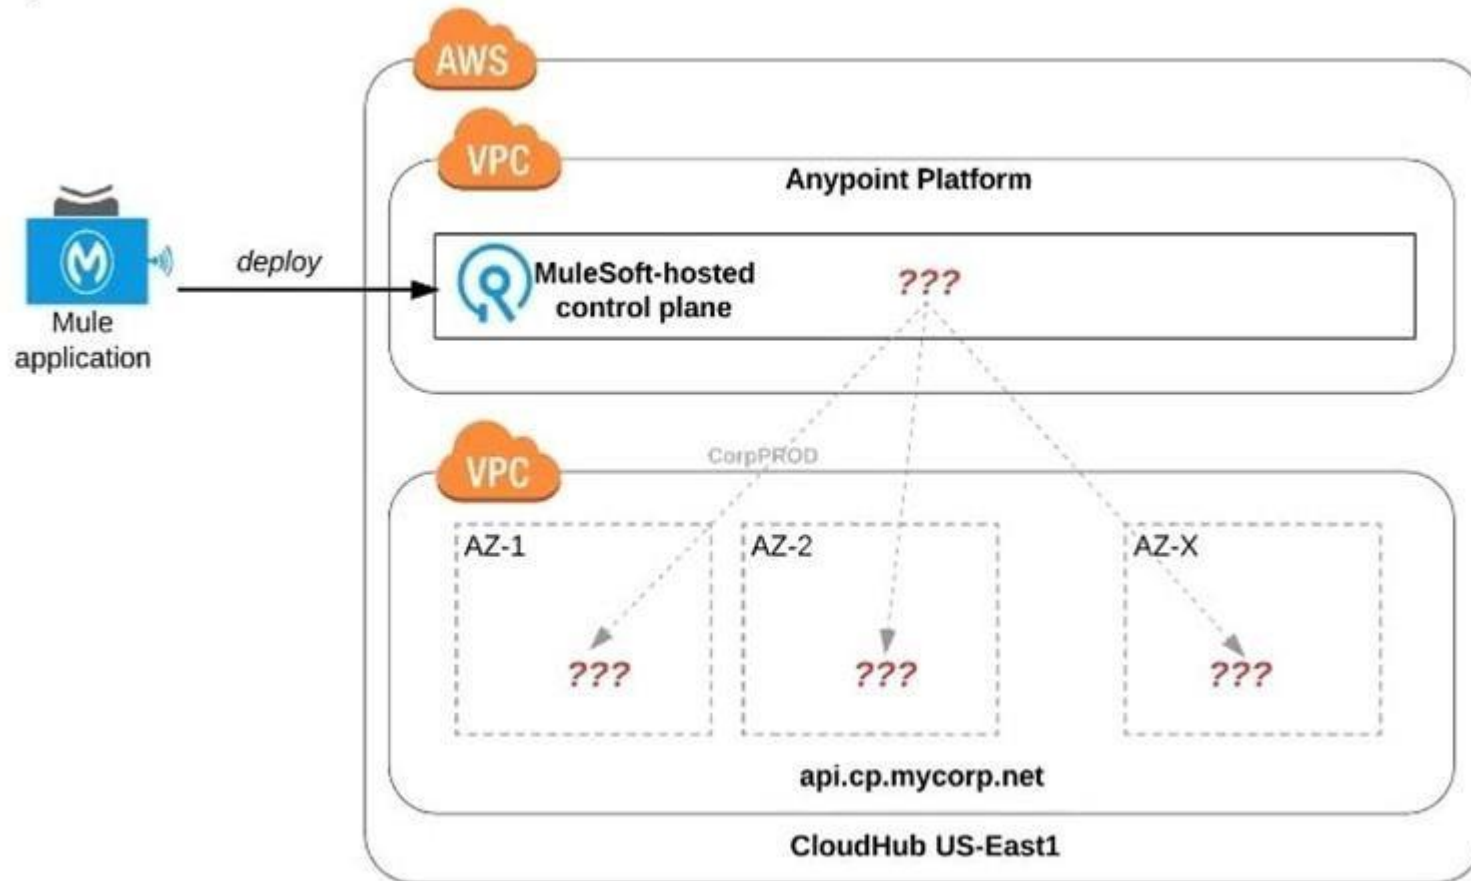 AWS
VPC
Anypoint Platform
deploy
MuleSoft-hosted
control plane
???
Mule
application
CorpPROD
VPC
AZ-1
AZ-2
AZ-X
???
???
???
api.cp.mycorp.net
CloudHub US-East1